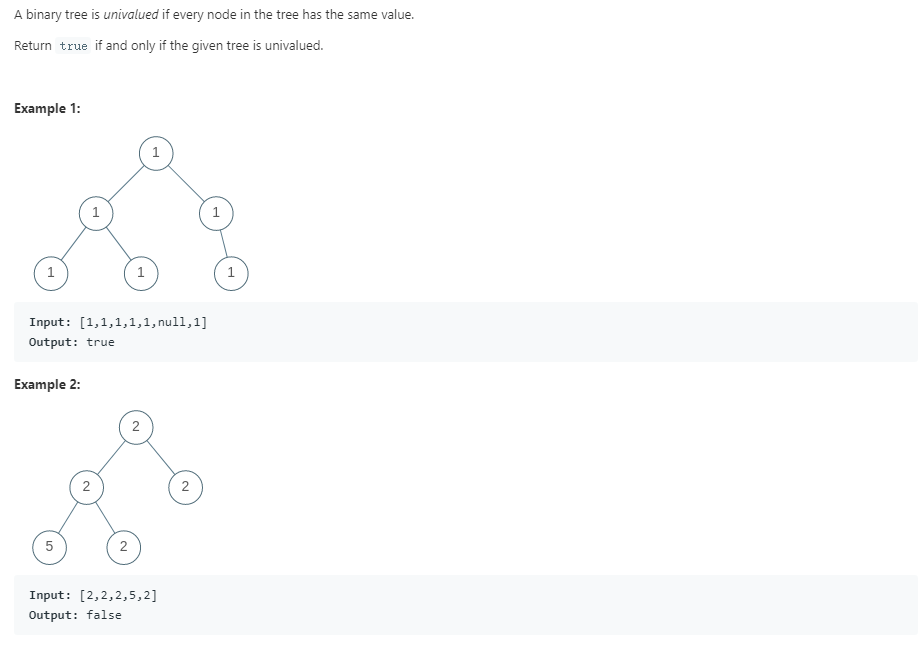 A binary tree is univalued if every node in the tree has the same value.
Return true if and only if the given tree is univalued.
Example 1:
1
1 1
1 1 1
Input: [1,1,1,1,1,null,1]
Output: true
Example 2:
2
2 2
5 2
Input: [2,2,2,5,2]
Output: false